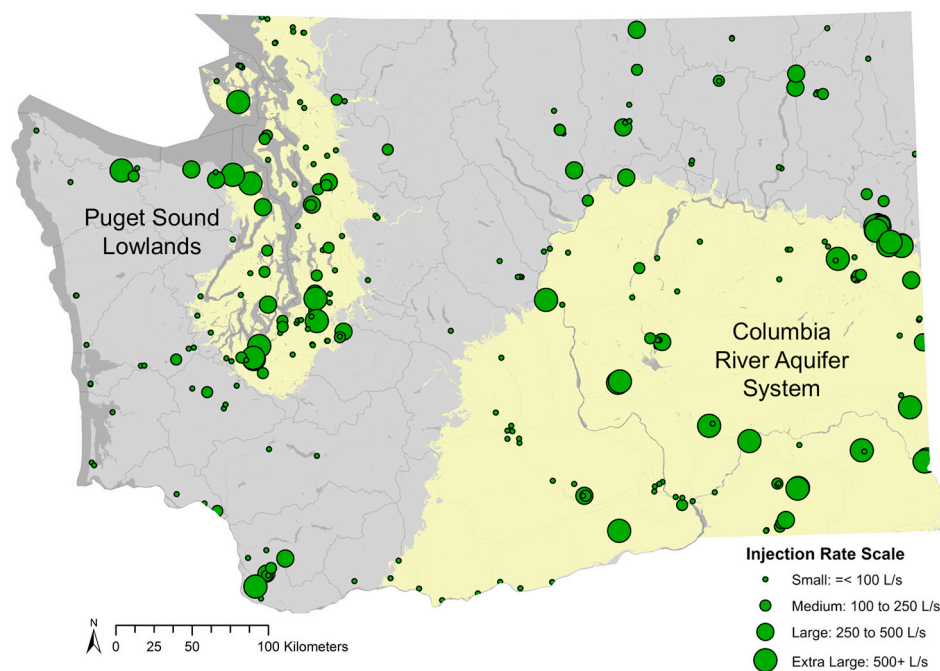 Puget Sound
Lowlands
Columbia
River Aquifer
System
Injection Rate Scale
Small: =< 100 L/s
Medium: 100 to 250 L/s
Large: 250 to 500 L/s
Extra Large: 500+ L/s
N
0 25 50 100 Kilometers